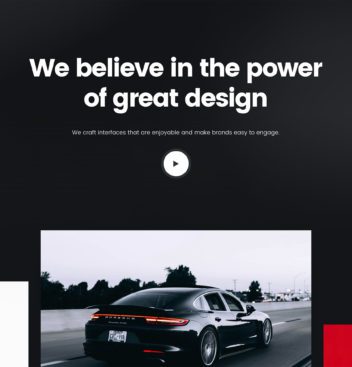 We believe in the power
of great design
We craft interfaces that are enjoyable and make brands easy to engage.
PORSCHE